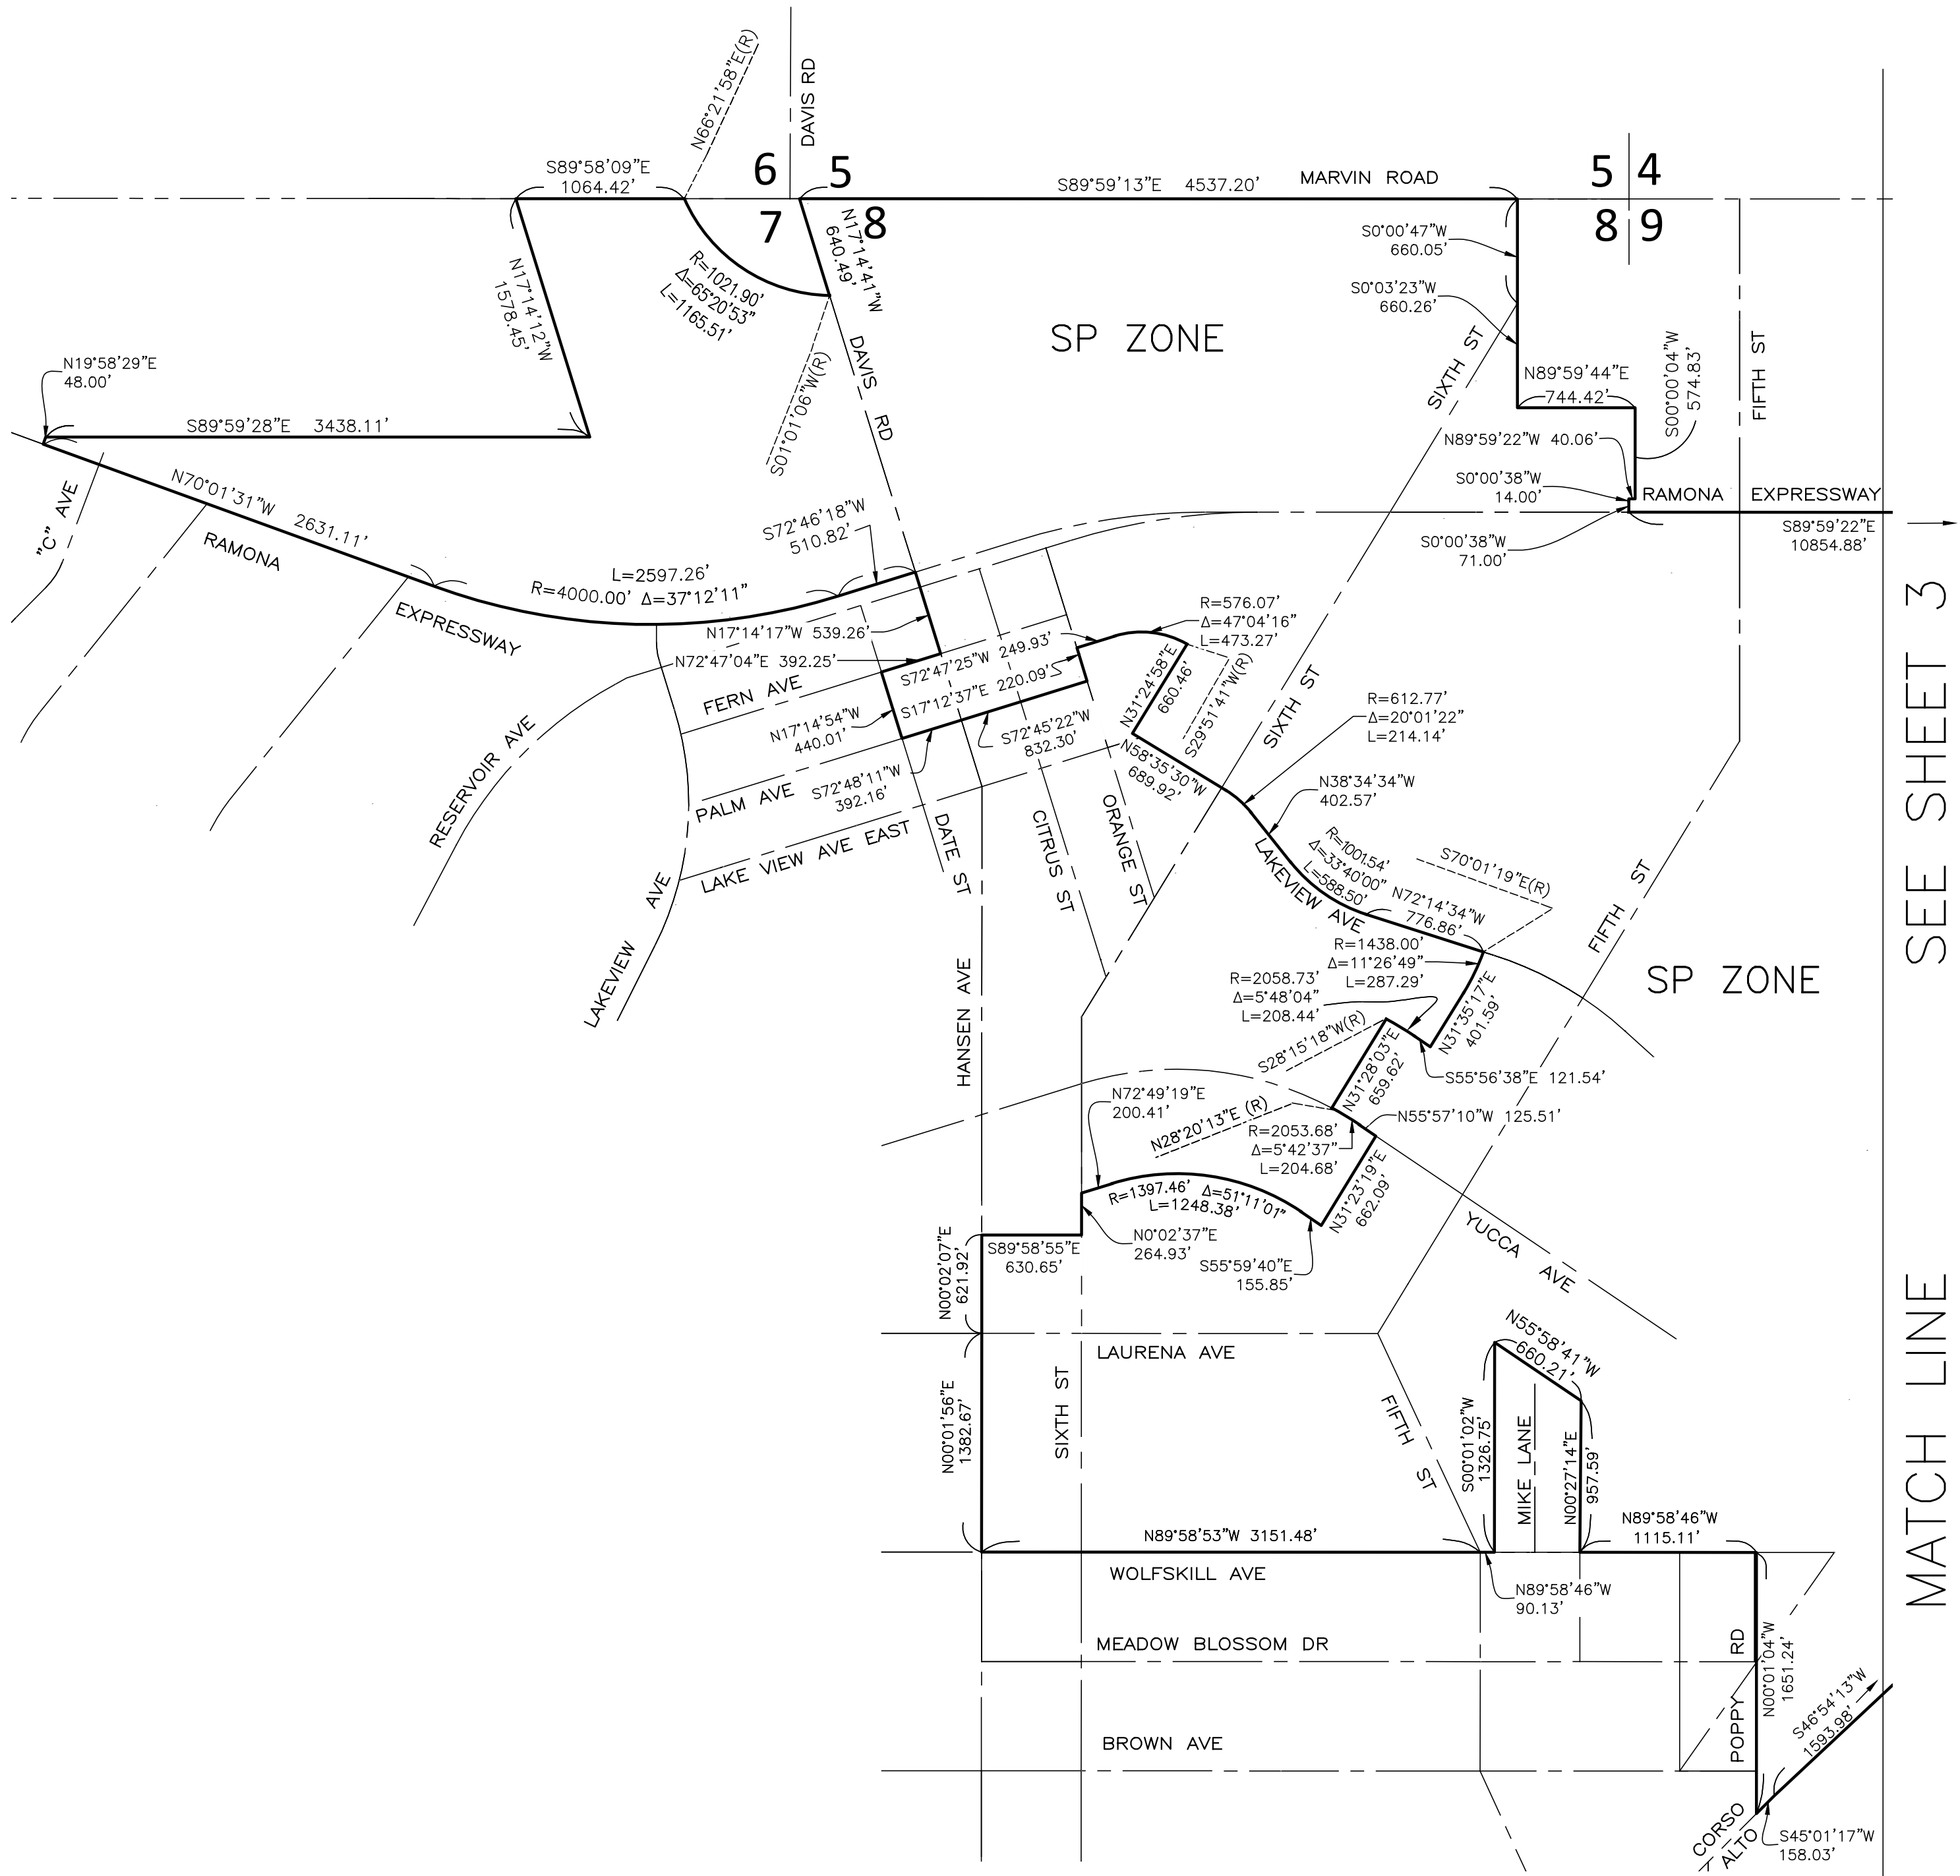 N66°21'58"E(R)
DAVIS RD
S89°58'09"E
1064.42'
6
5
7
8
S89°59'13"E 4537.20'
MARVIN ROAD
5
4
8
9
N17°14'41"W
640.49'
R=1021.90'
Δ=65°20'53"
L=1165.51'
N17°14'12"W
1578.45'
S0°00'47"W
660.05'
S0°03'23"W
660.26'
SP ZONE
SIXTH ST
N89°59'44"E
744.42'
S00°00'04"W
574.83'
FIFTH ST
N19°58'29"E
48.00'
S89°59'28"E 3438.11'
S01°01'06"W(R)
DAVIS RD
N89°59'22"W 40.06'
S0°00'38"W
14.00'
RAMONA EXPRESSWAY
S89°59'22"E
10854.88'
S0°00'38"W
71.00'
"C" AVE
N70°01'31"W 2631.11'
RAMONA
EXPRESSWAY
L=2597.26'
R=4000.00' Δ=37°12'11"
S72°46'18"W
510.82'
N17°14'17"W 539.26'
N72°47'04"E 392.25'
S72°47'25"W 249.93'
S17°12'37"E 220.09'
R=576.07'
Δ=47°04'16"
L=473.27'
N31°24'58"E
660.46'
S29°51'41"W(R)
SIXTH ST
FERN AVE
N17°14'54"W
440.01'
S72°45'22"W
832.30'
RESERVOIR AVE
PALM AVE
S72°48'11"W
392.16'
LAKE VIEW AVE EAST
N58°35'30"W
689.92'
R=612.77'
Δ=20°01'22"
L=214.14'
N38°34'34"W
402.57'
DATE ST
CITRUS ST
ORANGE ST
LAKEVIEW AVE
R=1001.54'
Δ=33°40'00"
L=588.50'
N72°14'34"W
776.86'
S70°01'19"E(R)
FIFTH ST
SP ZONE
LAKEVIEW AVE
HANSEN AVE
R=1438.00'
Δ=11°26'49"
L=287.29'
R=2058.73'
Δ=5°48'04"
L=208.44'
N31°35'17"E
401.59'
S28°15'18"W(R)
N31°28'03"E
659.62'
S55°56'38"E 121.54'
N72°49'19"E
200.41'
N28°20'13"E (R)
N55°57'10"W 125.51'
R=2053.68'
Δ=5°42'37"
L=204.68'
R=1397.46' Δ=51°11'01"
L=1248.38'
N31°23'19"E
662.09'
N0°02'37"E
264.93'
S55°59'40"E
155.85'
YUCCA AVE
N00°02'07"E
621.92'
S89°58'55"E
630.65'
LAURENA AVE
N00°01'56"E
1382.67'
SIXTH ST
FIFTH ST
N55°58'41"W
660.21'
S00°01'02"W
1326.75'
MIKE LANE
N00°27'14"E
957.59'
N89°58'53"W 3151.48'
N89°58'46"W
1115.11'
WOLFSKILL AVE
N89°58'46"W
90.13'
MEADOW BLOSSOM DR
POPPY RD
N00°01'04"W
1651.24'
S46°54'13"W
1593.98'
BROWN AVE
CORSO
ALTO
S45°01'17"W
158.03'
MATCH LINE SEE SHEET 3